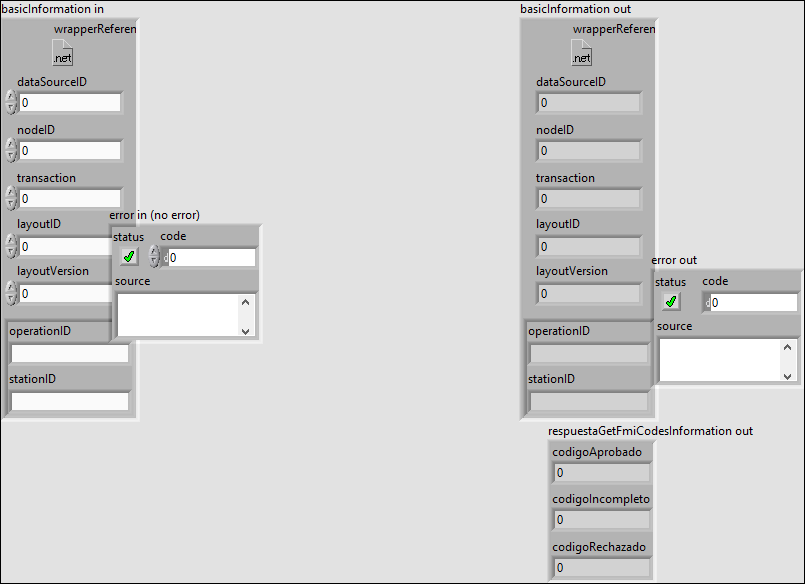 basicInformation in
wrapperReferen
.net
dataSourceID
0
nodeID
0
transaction
0
layoutID
0
layoutVersion
0
operationID
stationID
error in (no error)
status
code
d0
source
basicInformation out
wrapperReferen
.net
dataSourceID
0
nodeID
0
transaction
0
layoutID
0
layoutVersion
0
operationID
stationID
error out
status
code
d0
source
respuestaGetFmiCodesInformation out
codigoAprobado
0
codigoIncompleto
0
codigoRechazado
0